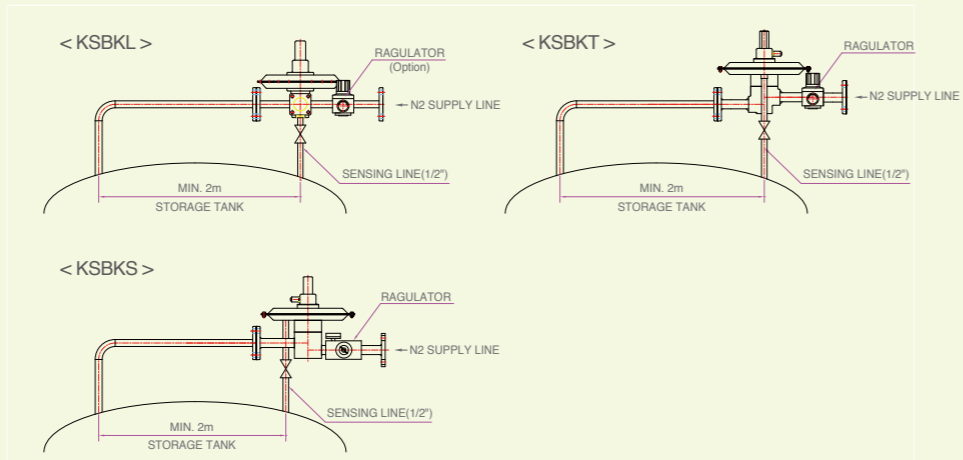 < KSBKL >
RAGULATOR
(Option)
N2 SUPPLY LINE
SENSING LINE(1/2")
MIN. 2m
STORAGE TANK
< KSBKT >
RAGULATOR
N2 SUPPLY LINE
SENSING LINE(1/2")
MIN. 2m
STORAGE TANK
< KSBKS >
RAGULATOR
N2 SUPPLY LINE
SENSING LINE(1/2")
MIN. 2m
STORAGE TANK